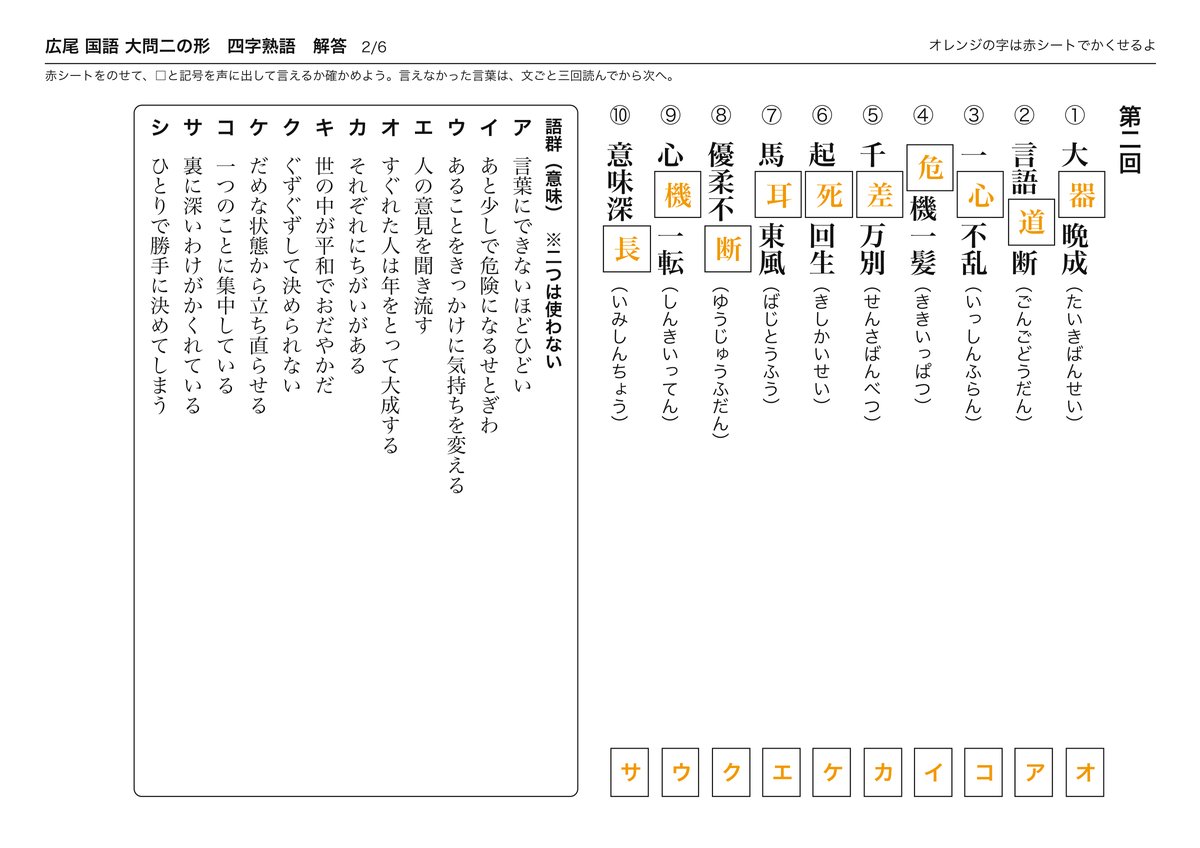 広尾 国語 大問二の形　四字熟語　解答　2/6
オレンジの字は赤シートでかくせるよ
赤シートをのせて、□と記号を声に出して言えるか確かめよう。言えなかった言葉は、文ごと三回読んでから次へ。
第二回
① 大器晩成（たいきばんせい） オ
② 言語道断（ごんごどうだん） ア
③ 一心不乱（いっしんふらん） コ
④ 危機一髪（ききいっぱつ） イ
⑤ 千差万別（せんさばんべつ） カ
⑥ 起死回生（きしかいせい） ケ
⑦ 馬耳東風（ばじとうふう） エ
⑧ 優柔不断（ゆうじゅうふだん） ク
⑨ 心機一転（しんきいってん） ウ
⑩ 意味深長（いみしんちょう） サ
語群（意味）　※二つは使わない
ア　言葉にできないほどひどい
イ　あと少しで危険になるせとぎわ
ウ　あることをきっかけに気持ちを変える
エ　人の意見を聞き流す
オ　すぐれた人は年をとって大成する
カ　それぞれにちがいがある
キ　世の中が平和でおだやかだ
ク　ぐずぐずして決められない
ケ　だめな状態から立ち直らせる
コ　一つのことに集中している
サ　裏に深いわけがかくれている
シ　ひとりで勝手に決めてしまう